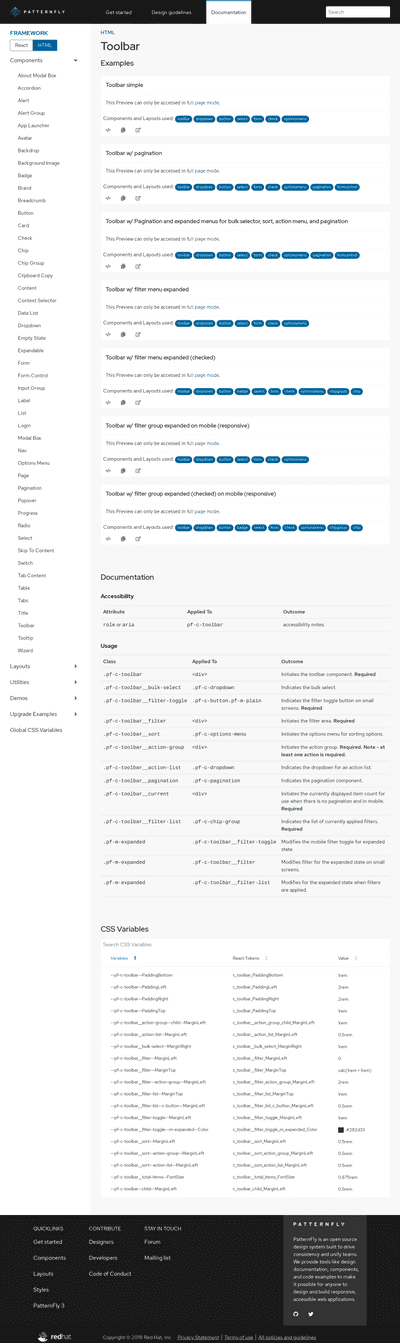 PATTERNFLY
Get started
Design guidelines
Documentation
Search
FRAMEWORK
React
HTML
Components
About Modal Box
Accordion
Alert
Alert Group
App Launcher
Avatar
Backdrop
Background Image
Badge
Brand
Breadcrumb
Button
Card
Check
Chip
Chip Group
Clipboard Copy
Content
Context Selector
Data List
Dropdown
Empty State
Expandable
Form
Form Control
Input Group
Label
List
Login
Modal Box
Nav
Options Menu
Page
Pagination
Popover
Progress
Radio
Select
Skip To Content
Switch
Tab Content
Table
Tabs
Title
Toolbar
Tooltip
Wizard
Layouts
Utilities
Demos
Upgrade Examples
Global CSS Variables
HTML
Toolbar
Examples
Toolbar simple
This Preview can only be accessed in full page mode.
Components and Layouts used: toolbar dropdown button select form check optionsmenu
Toolbar w/ pagination
This Preview can only be accessed in full page mode.
Components and Layouts used: toolbar dropdown button select form check optionsmenu pagination formcontrol
Toolbar w/ Pagination and expanded menus for bulk selector, sort, action menu, and pagination
This Preview can only be accessed in full page mode.
Components and Layouts used: toolbar dropdown button select form check optionsmenu pagination formcontrol
Toolbar w/ filter menu expanded
This Preview can only be accessed in full page mode.
Components and Layouts used: toolbar dropdown button select form check optionsmenu
Toolbar w/ filter menu expanded (checked)
This Preview can only be accessed in full page mode.
Components and Layouts used: toolbar dropdown button badge select form check optionsmenu chipgroup chip
Toolbar w/ filter group expanded on mobile (responsive)
This Preview can only be accessed in full page mode.
Components and Layouts used: toolbar dropdown button select form check optionsmenu
Toolbar w/ filter group expanded (checked) on mobile (responsive)
This Preview can only be accessed in full page mode.
Components and Layouts used: toolbar dropdown button badge select form check optionsmenu chipgroup chip
Documentation
Accessibility
Attribute Applied To Outcome
role or aria pf-c-toolbar accessibility notes.
Usage
Class Applied To Outcome
.pf-c-toolbar <div> Initiates the toolbar component. Required
.pf-c-toolbar__bulk-select .pf-c-dropdown Indicates the bulk select.
.pf-c-toolbar__filter-toggle .pf-c-button.pf-m-plain Indicates the filter toggle button on small
screens. Required
.pf-c-toolbar__filter <div> Initiates the filter area. Required
.pf-c-toolbar__sort .pf-c-options-menu Initiates the options menu for sorting options.
.pf-c-toolbar__action-group <div> Initiates the action group. Required. Note - at
least one action is required.
.pf-c-toolbar__action-list .pf-c-dropdown Indicates the dropdown for an action list.
.pf-c-toolbar__pagination .pf-c-pagination Indicates the pagination component.
.pf-c-toolbar__current <div> Initiates the currently displayed item count for
use when there is no pagination and in mobile.
Required
.pf-c-toolbar__filter-list .pf-c-chip-group Indicates the list of currently applied filters.
Required
.pf-m-expanded .pf-c-toolbar__filter-toggle Modifies the mobile filter toggle for expanded
state.
.pf-m-expanded .pf-c-toolbar__filter Modifies filter for the expanded state on small
screens.
.pf-m-expanded .pf-c-toolbar__filter-list Modifies for the expanded state when filters
are applied.
CSS Variables
Search CSS Variables
Variables React Tokens Value
--pf-c-toolbar--PaddingBottom c_toolbar_PaddingBottom 1rem
--pf-c-toolbar--PaddingLeft c_toolbar_PaddingLeft 2rem
--pf-c-toolbar--PaddingRight c_toolbar_PaddingRight 2rem
--pf-c-toolbar--PaddingTop c_toolbar_PaddingTop 1rem
--pf-c-toolbar__action-group--child--MarginLeft c_toolbar__action_group_child_MarginLeft 1rem
--pf-c-toolbar__action-list--MarginLeft c_toolbar__action_list_MarginLeft 0.5rem
--pf-c-toolbar__bulk-select--MarginRight c_toolbar__bulk_select_MarginRight 1rem
--pf-c-toolbar__filter--MarginLeft c_toolbar__filter_MarginLeft 0
--pf-c-toolbar__filter--MarginTop c_toolbar__filter_MarginTop calc(1rem + 1rem)
--pf-c-toolbar__filter--action-group--MarginLeft c_toolbar__filter_action_group_MarginLeft 2rem
--pf-c-toolbar__filter-list--MarginTop c_toolbar__filter_list_MarginTop 1rem
--pf-c-toolbar__filter-list--c-button--MarginLeft c_toolbar__filter_list_c_button_MarginLeft 0.5rem
--pf-c-toolbar__filter-toggle--MarginLeft c_toolbar__filter_toggle_MarginLeft 1rem
--pf-c-toolbar__filter-toggle--m-expanded--Color c_toolbar__filter_toggle_m_expanded_Color #282d33
--pf-c-toolbar__sort--MarginLeft c_toolbar__sort_MarginLeft 0.5rem
--pf-c-toolbar__sort--action-group--MarginLeft c_toolbar__sort_action_group_MarginLeft 0.5rem
--pf-c-toolbar__sort--action-list--MarginLeft c_toolbar__sort_action_list_MarginLeft 0.5rem
--pf-c-toolbar__total-items--FontSize c_toolbar__total_items_FontSize 0.875rem
--pf-c-toolbar--child--MarginLeft c_toolbar_child_MarginLeft 0.5rem
QUICKLINKS
Get started
Components
Layouts
Styles
PatternFly 3
CONTRIBUTE
Designers
Developers
Code of Conduct
STAY IN TOUCH
Forum
Mailing list
PATTERNFLY
PatternFly is an open source
design system built to drive
consistency and unify teams.
We provide tools like design
documentation, components,
and code examples to make
it possible for anyone to
design and build responsive,
accessible web applications.
redhat
Copyright © 2019 Red Hat, Inc. Privacy Statement | Terms of use | All policies and guidelines